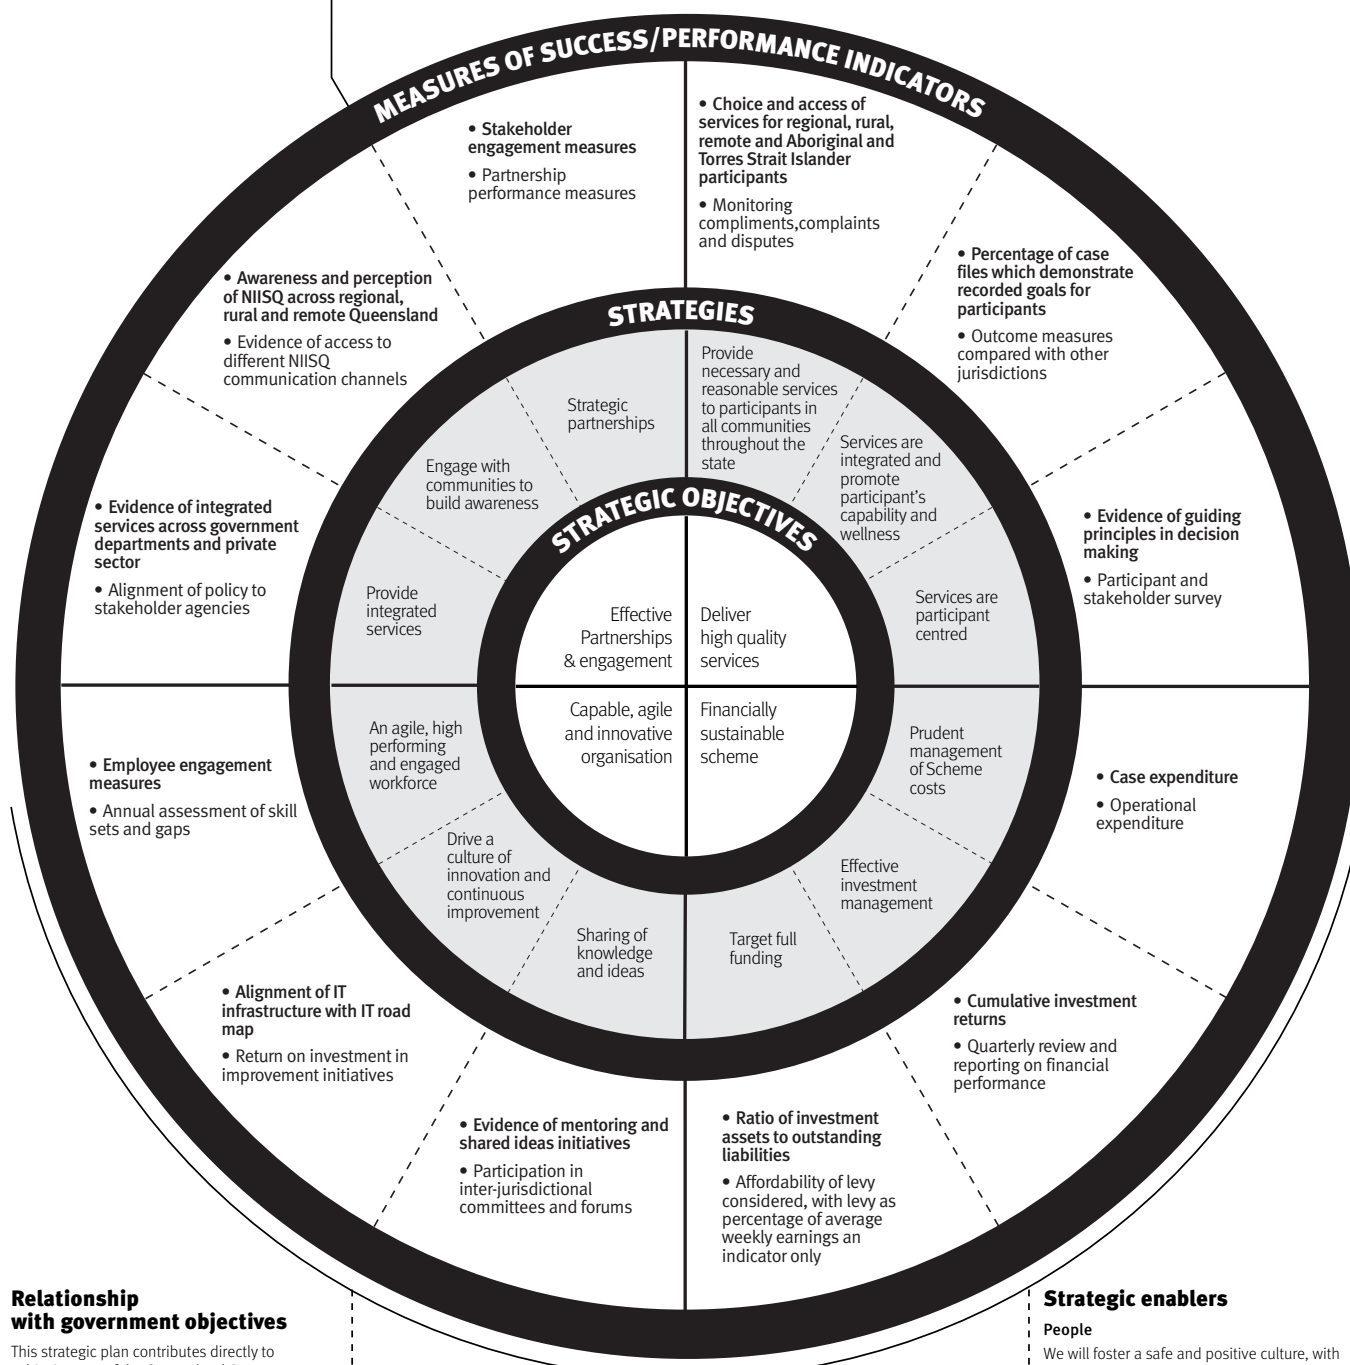 MEASURES OF SUCCESS/PERFORMANCE INDICATORS
• Stakeholder
engagement measures
• Partnership
performance measures
• Choice and access of
services for regional, rural,
remote and Aboriginal and
Torres Strait Islander
participants
• Monitoring
compliments,complaints
and disputes
• Percentage of case
files which demonstrate
recorded goals for
participants
• Outcome measures
compared with other
jurisdictions
• Evidence of guiding
principles in decision
making
• Participant and
stakeholder survey
• Case expenditure
• Operational
expenditure
• Cumulative investment
returns
• Quarterly review and
reporting on financial
performance
• Ratio of investment
assets to outstanding
liabilities
• Affordability of levy
considered, with levy as
percentage of average
weekly earnings an
indicator only
• Evidence of mentoring and
shared ideas initiatives
• Participation in
inter-jurisdictional
committees and forums
• Alignment of IT
infrastructure with IT road
map
• Return on investment in
improvement initiatives
• Employee engagement
measures
• Annual assessment of skill
sets and gaps
• Evidence of integrated
services across government
departments and private
sector
• Alignment of policy to
stakeholder agencies
• Awareness and perception
of NIISQ across regional,
rural and remote Queensland
• Evidence of access to
different NIISQ
communication channels
STRATEGIES
Strategic
partnerships
Provide
necessary and
reasonable services
to participants in
all communities
throughout the
state
Services are
integrated and
promote
participant's
capability and
wellness
Services are
participant
centred
Prudent
management
of Scheme
costs
Effective
investment
management
Target full
funding
Sharing of
knowledge
and ideas
Drive a
culture of
innovation and
continuous
improvement
An agile, high
performing
and engaged
workforce
Provide
integrated
services
Engage with
communities to
build awareness
STRATEGIC OBJECTIVES
Effective
Partnerships
& engagement
Deliver
high quality
services
Capable, agile
and innovative
organisation
Financially
sustainable
scheme
Relationship
with government objectives
This strategic plan contributes directly to
Strategic enablers
People
We will foster a safe and positive culture, with